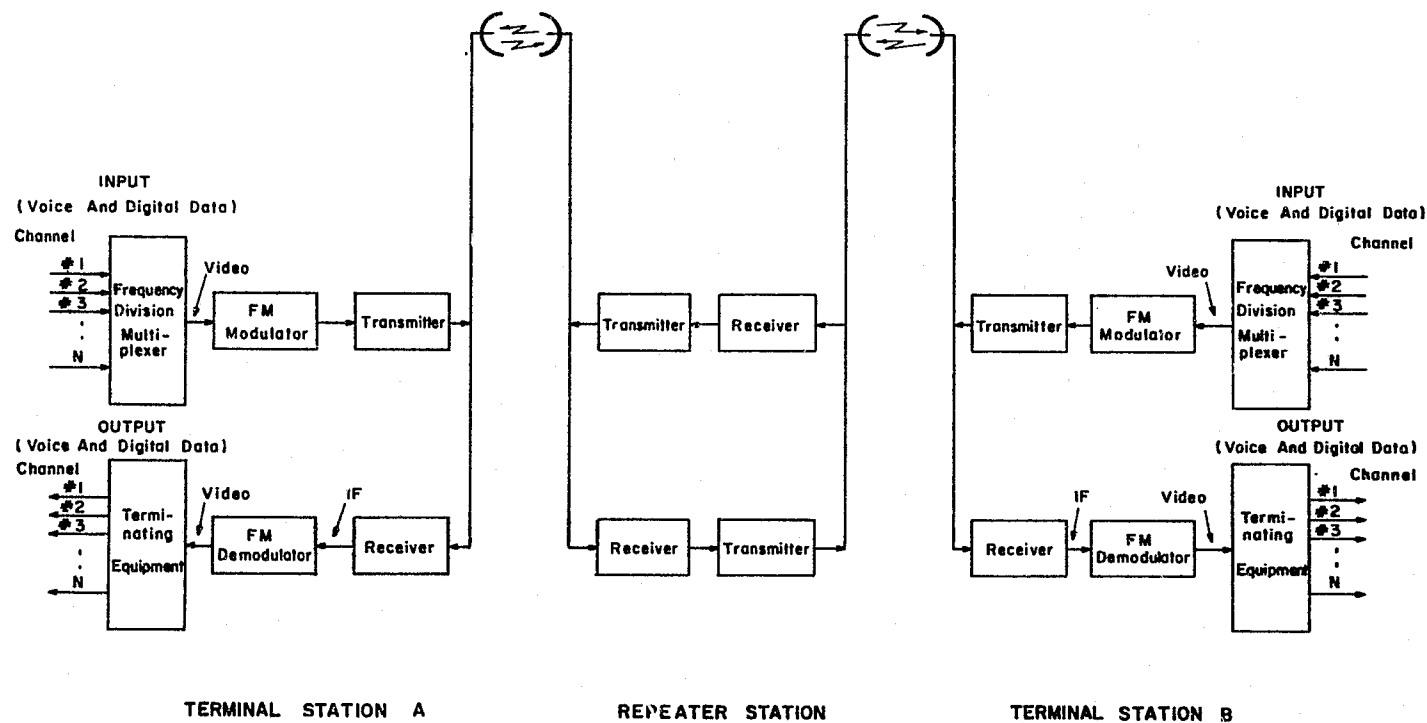 INPUT
(Voice And Digital Data)
Channel
#1
#2
#3
N
Frequency
Division
Multi-
plexer
Video
FM
Modulator
Transmitter
OUTPUT
(Voice And Digital Data)
Channel
#1
#2
#3
N
Termi-
nating
Equipment
Video
FM
Demodulator
IF
Receiver
Transmitter
Receiver
Receiver
Transmitter
INPUT
(Voice And Digital Data)
Channel
#1
#2
#3
N
Frequency
Division
Multi-
plexer
Video
FM
Modulator
Transmitter
OUTPUT
(Voice And Digital Data)
Channel
#1
#2
#3
N
Termi-
nating
Equipment
Video
FM
Demodulator
IF
Receiver
TERMINAL STATION A
REPEATER STATION
TERMINAL STATION B